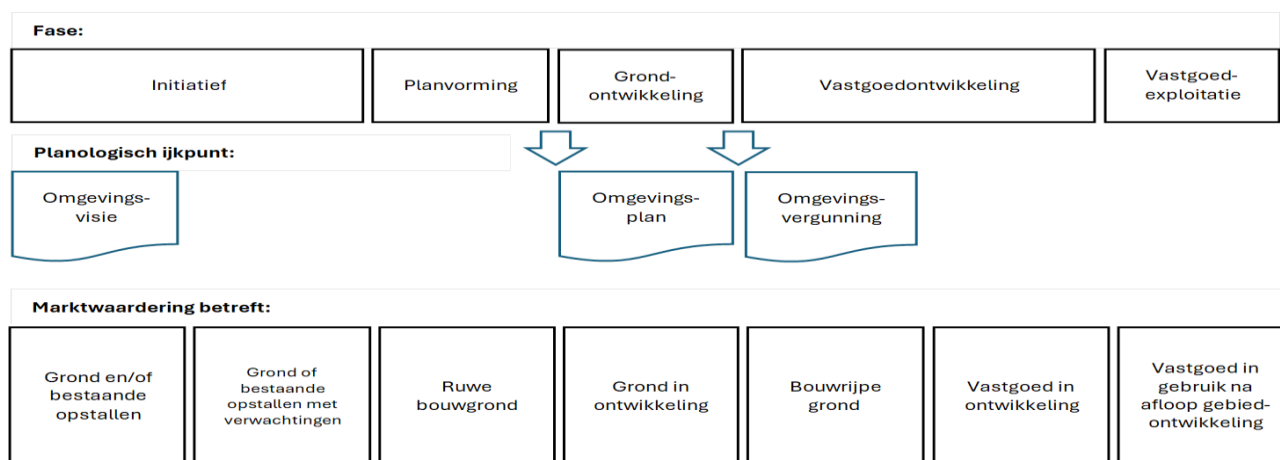 Fase:
Initiatief
Planvorming
Grond-
ontwikkeling
Vastgoedontwikkeling
Vastgoed-
exploitatie
Planologisch ijkpunt:
Omgevings-
visie
Omgevings-
plan
Omgevings-
vergunning
Marktwaardering betreft:
Grond en/of
bestaande
opstallen
Grond of
bestaande
opstallen met
verwachtingen
Ruwe
bouwgrond
Grond in
ontwikkeling
Bouwrijpe
grond
Vastgoed in
ontwikkeling
Vastgoed in
gebruik na
afloop gebied-
ontwikkeling